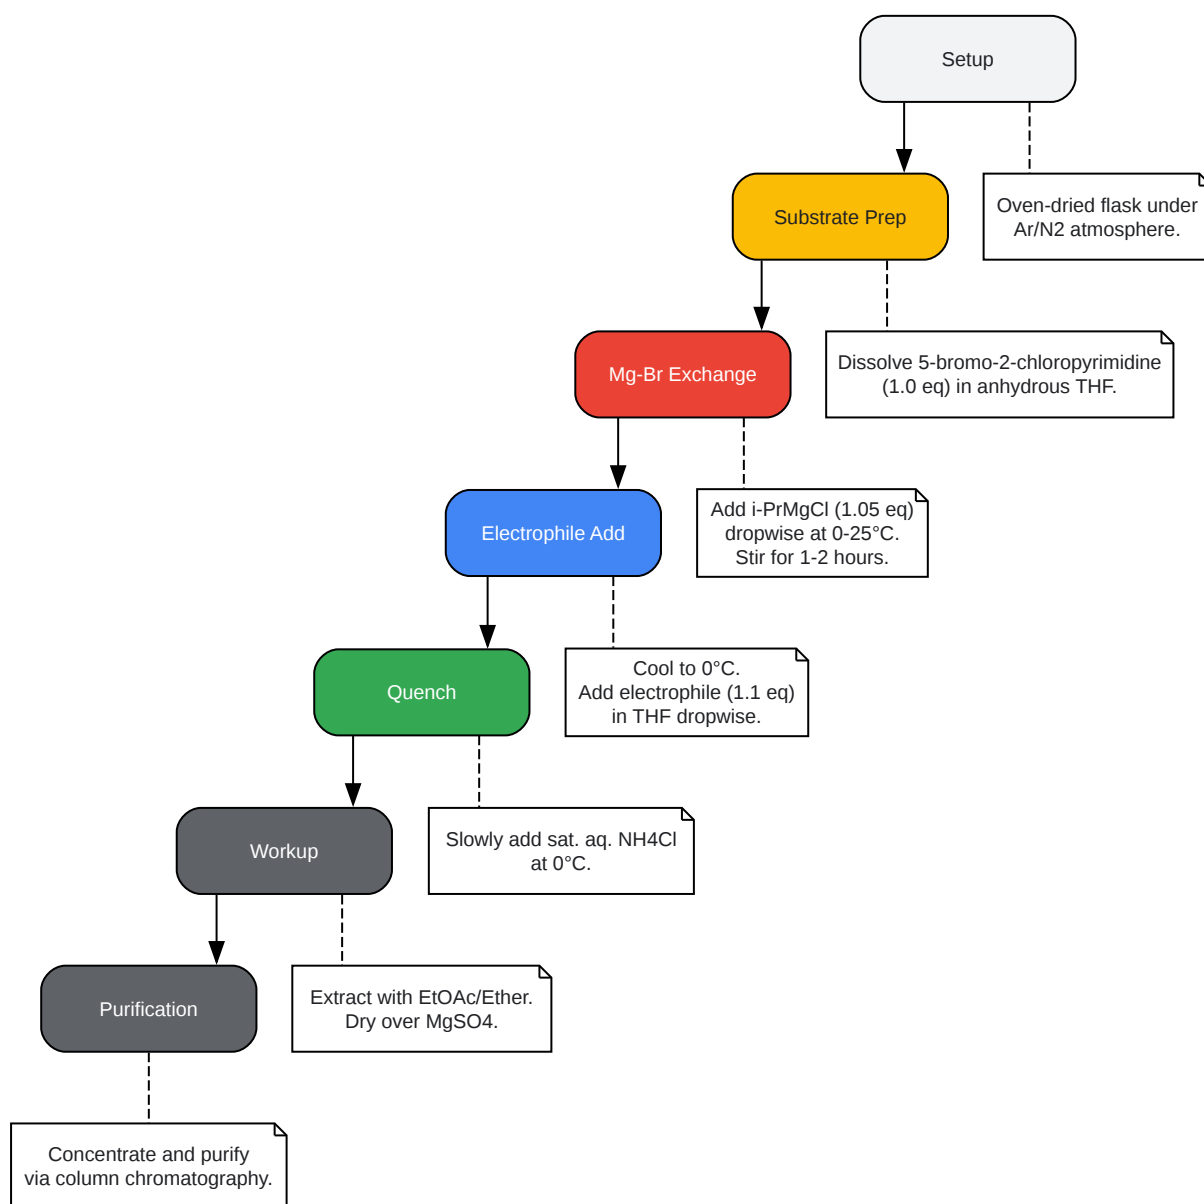 Setup
Substrate Prep
Oven-dried flask under
Ar/N2 atmosphere.
Mg-Br Exchange
Dissolve 5-bromo-2-chloropyrimidine
(1.0 eq) in anhydrous THF.
Electrophile Add
Add i-PrMgCl (1.05 eq)
dropwise at 0-25°C.
Stir for 1-2 hours.
Quench
Cool to 0°C.
Add electrophile (1.1 eq)
in THF dropwise.
Workup
Slowly add sat. aq. NH4Cl
at 0°C.
Purification
Extract with EtOAc/Ether.
Dry over MgSO4.
Concentrate and purify
via column chromatography.